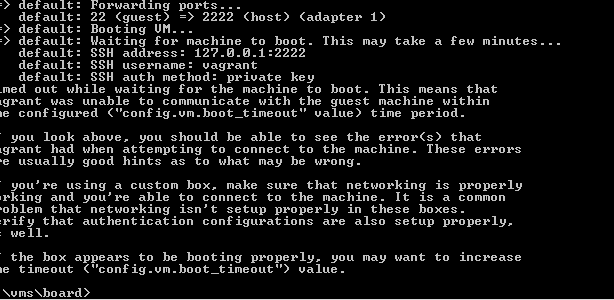 => default: Forwarding ports...
default: 22 (guest) => 2222 (host) (adapter 1)
=> default: Booting VM...
=> default: Waiting for machine to boot. This may take a few minutes...
default: SSH address: 127.0.0.1:2222
default: SSH username: vagrant
default: SSH auth method: private key
imed out while waiting for the machine to boot. This means that
agrant was unable to communicate with the guest machine within
he configured ("config.vm.boot_timeout" value) time period.
f you look above, you should be able to see the error(s) that
agrant had when attempting to connect to the machine. These errors
re usually good hints as to what may be wrong.
f you're using a custom box, make sure that networking is properly
orking and you're able to connect to the machine. It is a common
roblem that networking isn't setup properly in these boxes.
erify that authentication configurations are also setup properly,
s well.
f the box appears to be booting properly, you may want to increase
he timeout ("config.vm.boot_timeout") value.
\vms\board>